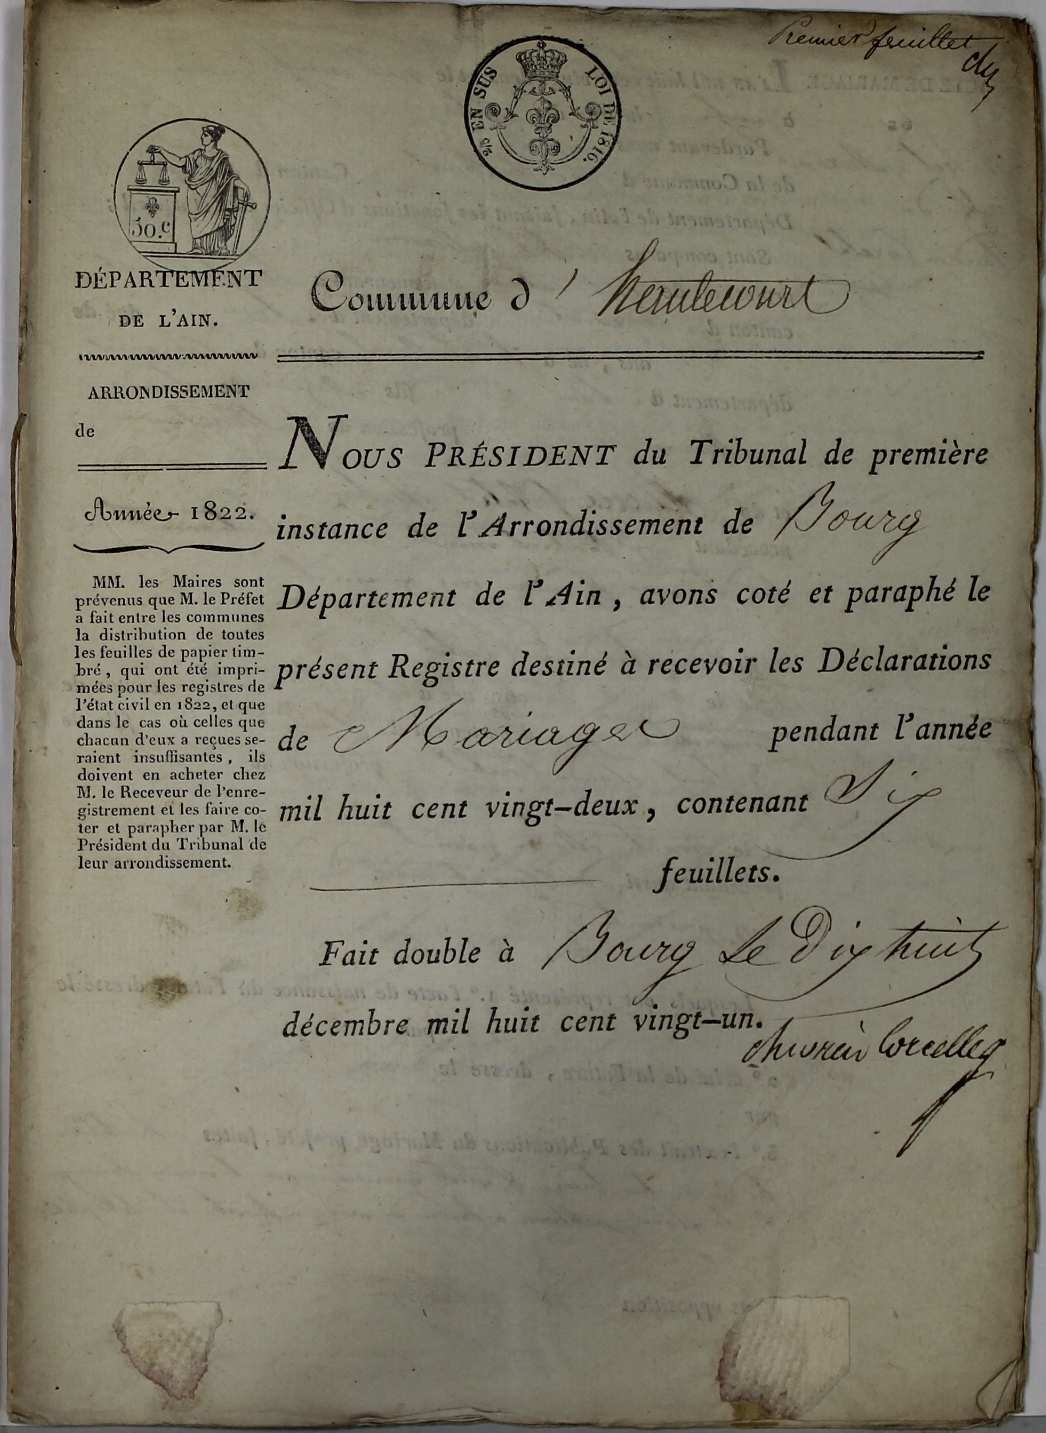 Premier feuillet
2/5 EN SUS LOI DE 1816.
50.c
DÉPARTEMENT
DE L'AIN.
Commune d' hautecourt
ARRONDISSEMENT
de
Année 1822.
MM. les Maires sont
prévenus que M. le Préfet
a fait entre les communes
la distribution de toutes
les feuilles de papier tim-
bré, qui ont été impri-
mées pour les registres de
l'état civil en 1822, et que
dans le cas où celles que
chacun d'eux a reçues se-
raient insuffisantes, ils
doivent en acheter chez
M. le Receveur de l'enre-
gistrement et les faire co-
ter et parapher par M. le
Président du Tribunal de
leur arrondissement.
NOUS PRÉSIDENT du Tribunal de première
instance de l'Arrondissement de Bourg
Département de l'Ain, avons coté et paraphé le
présent Registre destiné à recevoir les Déclarations
de Mariages pendant l'année
mil huit cent vingt-deux, contenant Six
feuillets.
Fait double à Bourg Le Dix huit
décembre mil huit cent vingt-un.